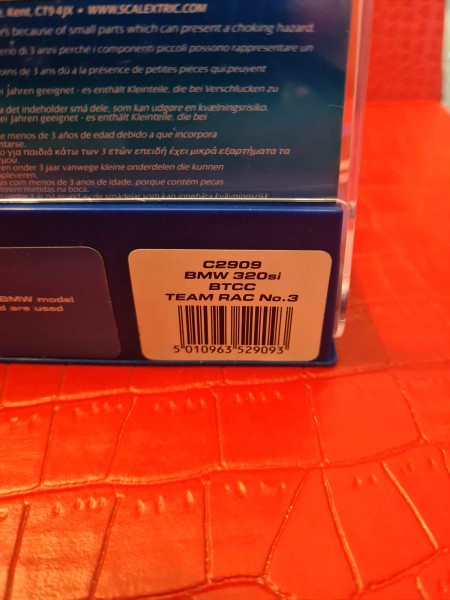 , Kent, CT9 4JX • WWW.SCALEXTRIC.COM
because of small parts which can present a choking hazard.
di 3 anni perché i componenti piccoli possono rappresentare un
de 3 ans dû à la présence de petites pièces qui peuvent
Jahren geeignet - es enthält Kleinteile, die bei Verschlucken zu
det indeholder små dele, som kan udgøre en kvælningsrisiko.
Jahren geeignet - es enthält Kleinteile, die bei
menos de 3 años de edad debido a que incorpora
για παιδιά κάτω των 3 ετών επειδή έχει μικρά εξαρτήματα τα
onder 3 jaar vanwege kleine onderdelen die kunnen
com menos de 3 anos de idade, porque contém peças
na boca.
BMW model
are used
C2909
BMW 320si
BTCC
TEAM RAC No.3
5 010963 529093